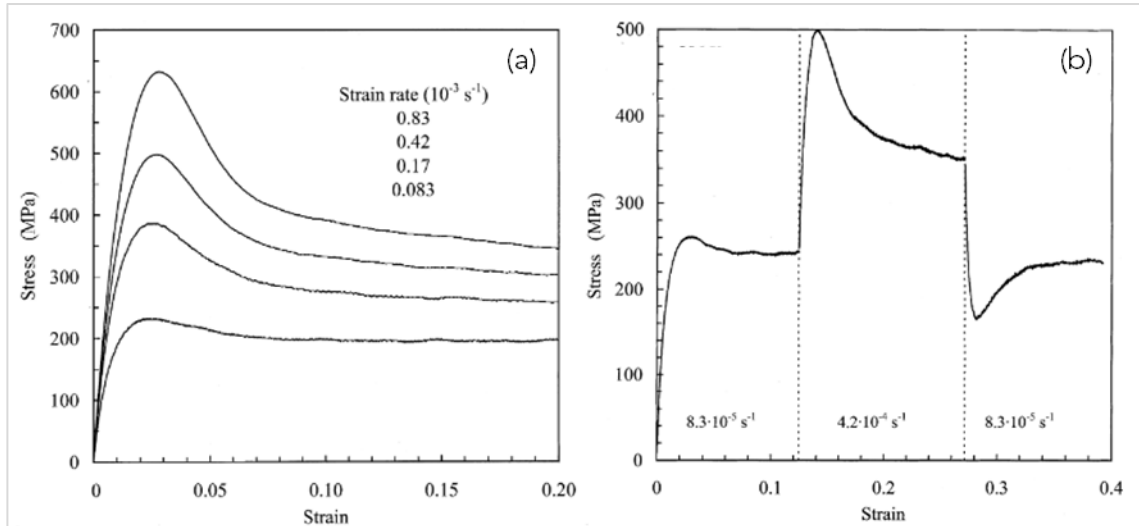 700
600
500
400
300
200
100
0
Stress (MPa)
(a)
Strain rate (10⁻³ s⁻¹)
0.83
0.42
0.17
0.083
0 0.05 0.10 0.15 0.20
Strain
500
400
300
200
100
0
Stress (MPa)
(b)
8.3·10⁻⁵ s⁻¹ 4.2·10⁻⁴ s⁻¹ 8.3·10⁻⁵ s⁻¹
0 0.1 0.2 0.3 0.4
Strain